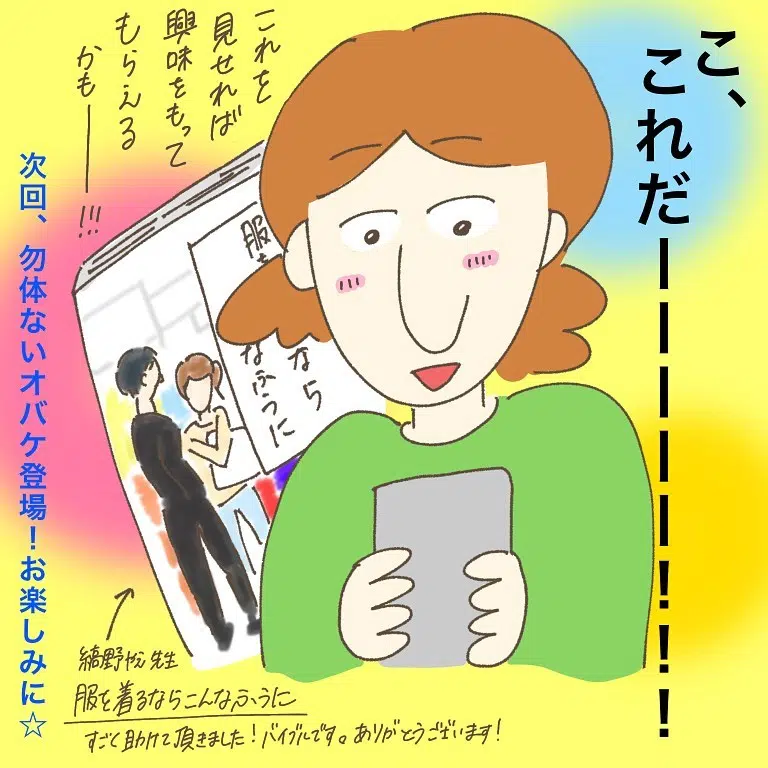 こ、
これだーーーーー！！！
これを
見せれば
興味をもって
もらえる
かも──!!!
服を
なら
なふうに
次回、勿体ないオバケ登場！お楽しみに☆
縞野やえ先生
服を着るならこんなふうに
すごく助けて頂きました！バイブルです。ありがとうございます！